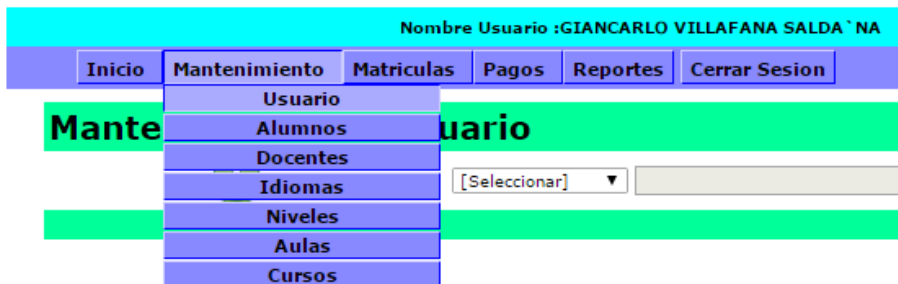 Nombre Usuario :GIANCARLO VILLAFANA SALDA`NA
Inicio Mantenimiento Matriculas Pagos Reportes Cerrar Sesion
Usuario
Mante uario
Alumnos
Docentes
Idiomas [Seleccionar]
Niveles
Aulas
Cursos